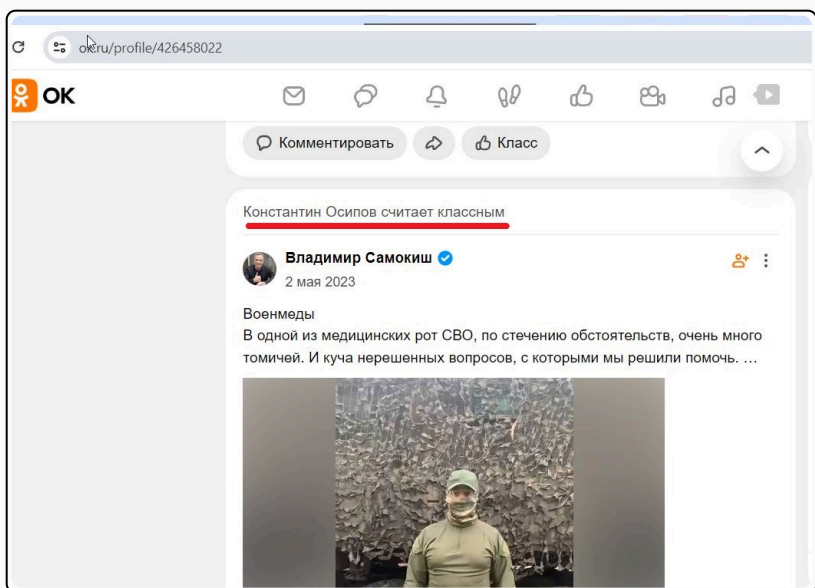 ok.ru/profile/426458022
ОК
Комментировать
Класс
Константин Осипов считает классным
Владимир Самокиш
2 мая 2023
Военмеды
В одной из медицинских рот СВО, по стечению обстоятельств, очень много
томичей. И куча нерешенных вопросов, с которыми мы решили помочь. ...